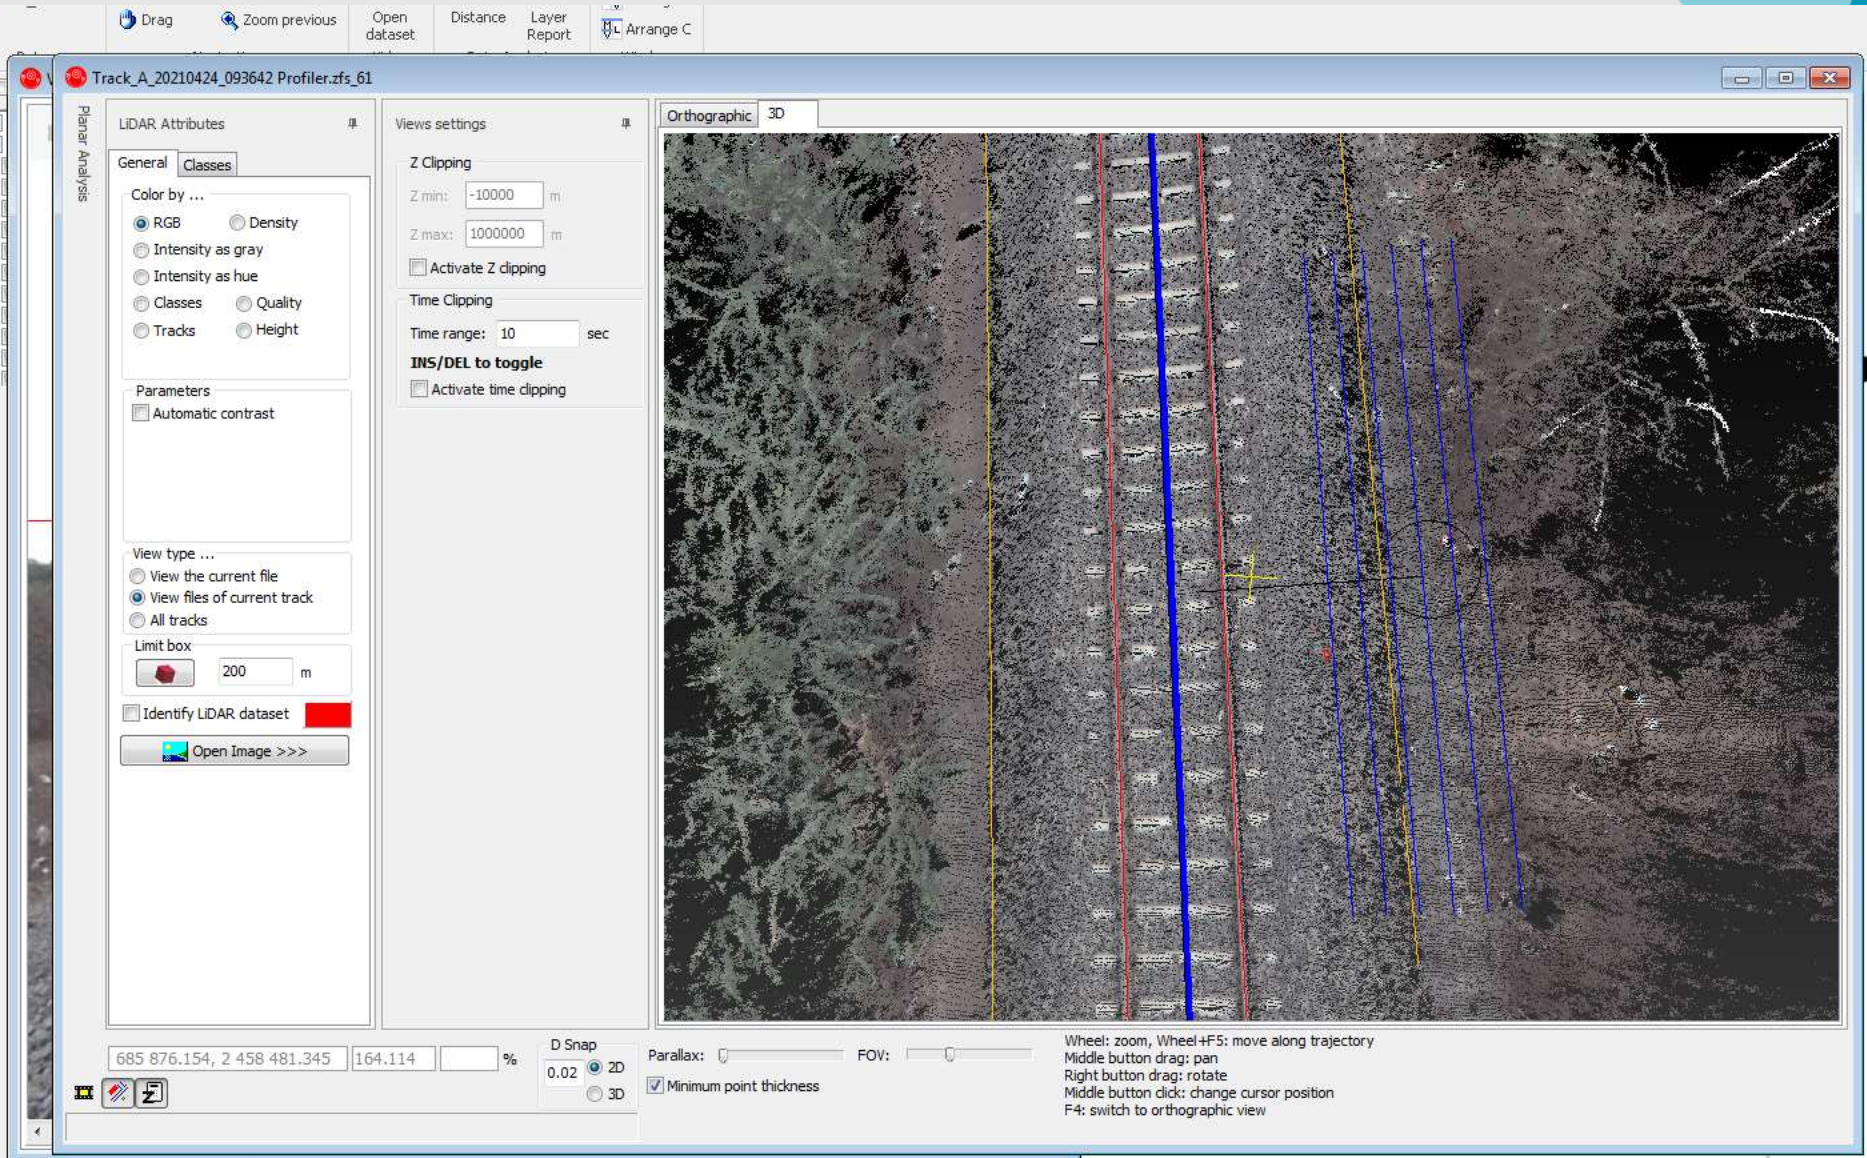 Drag
Zoom previous
Open
dataset
Distance
Layer
Report
Arrange C
Track_A_20210424_093642 Profiler.zfs_61
Planar Analysis
LiDAR Attributes
General
Classes
Color by ...
RGB
Density
Intensity as gray
Intensity as hue
Classes
Quality
Tracks
Height
Parameters
Automatic contrast
View type ...
View the current file
View files of current track
All tracks
Limit box
200 m
Identify LiDAR dataset
Open Image >>>
Views settings
Z Clipping
Z min: -10000 m
Z max: 1000000 m
Activate Z clipping
Time Clipping
Time range: 10 sec
INS/DEL to toggle
Activate time clipping
Orthographic
3D
685 876.154, 2 458 481.345
164.114
%
D Snap
0.02
2D
3D
Parallax:
FOV:
Minimum point thickness
Wheel: zoom, Wheel+F5: move along trajectory
Middle button drag: pan
Right button drag: rotate
Middle button click: change cursor position
F4: switch to orthographic view